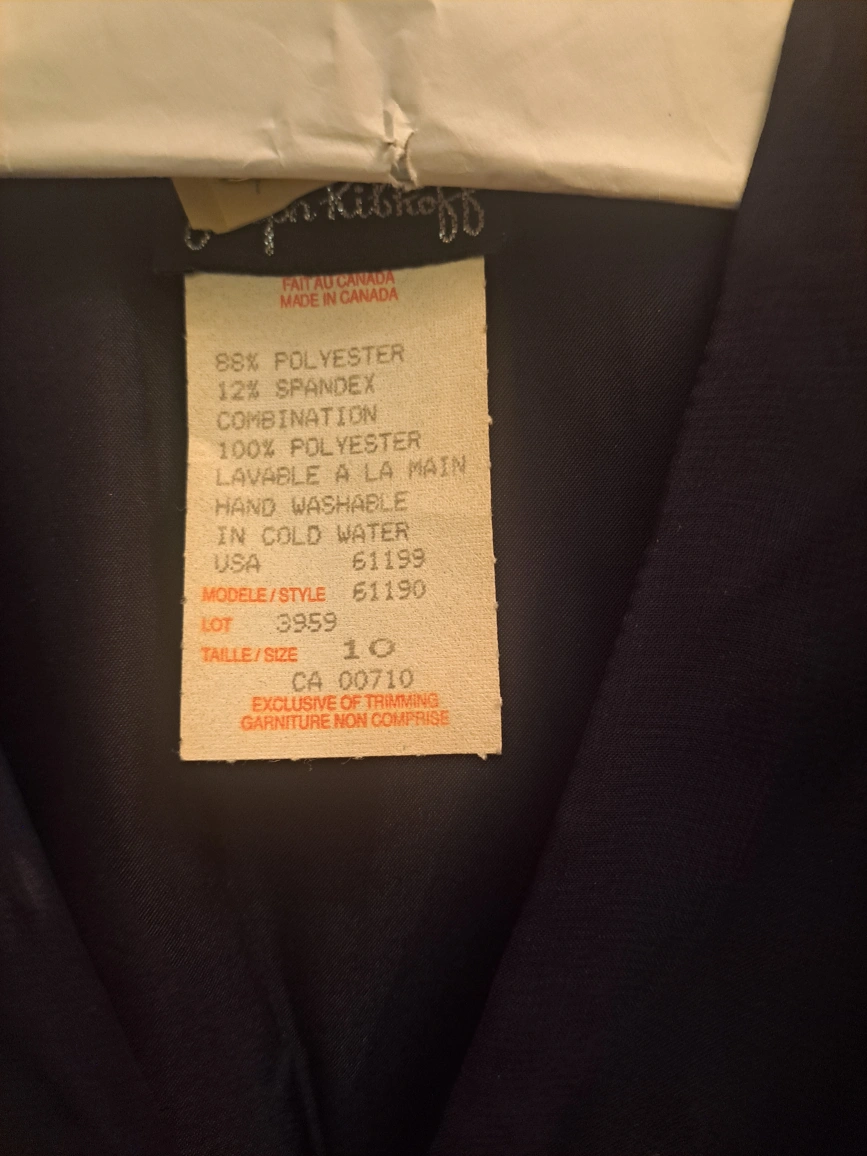 Ribkoff
FAIT AU CANADA
MADE IN CANADA
88% POLYESTER
12% SPANDEX
COMBINATION
100% POLYESTER
LAVABLE A LA MAIN
HAND WASHABLE
IN COLD WATER
USA 61199
MODELE/STYLE 61190
LOT 3959
TAILLE/SIZE 10
CA 00710
EXCLUSIVE OF TRIMMING
GARNITURE NON COMPRISE